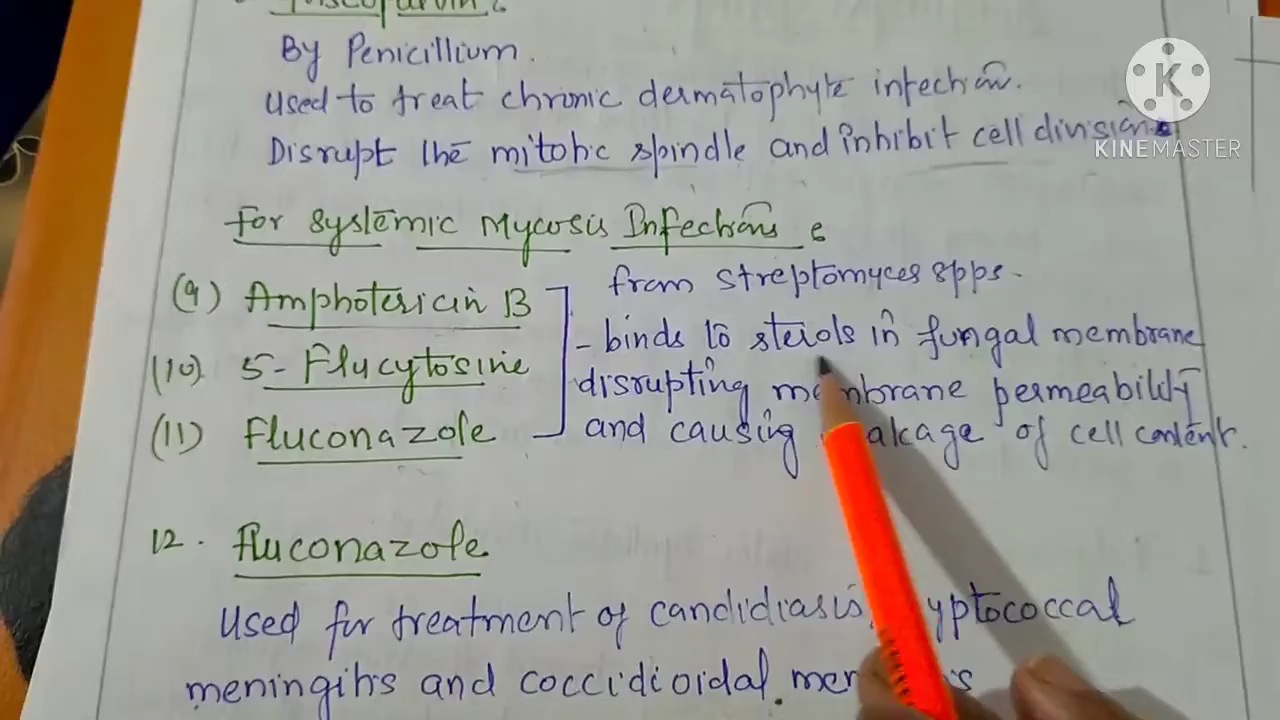 By Penicillium.
Used to treat chronic dermatophyte infection.
Disrupt the mitotic spindle and inhibit cell division.
K
KINEMASTER
For Systemic Mycosis Infections
(9) Amphotericin B
(10). 5-Flucytosine
(11) Fluconazole
from streptomyces spps.
- binds to sterols in fungal membrane
disrupting membrane permeability
and causing akage of cell content.
12. Fluconazole
Used for treatment of candidiasis, yptococcal
meningitis and coccidioidal